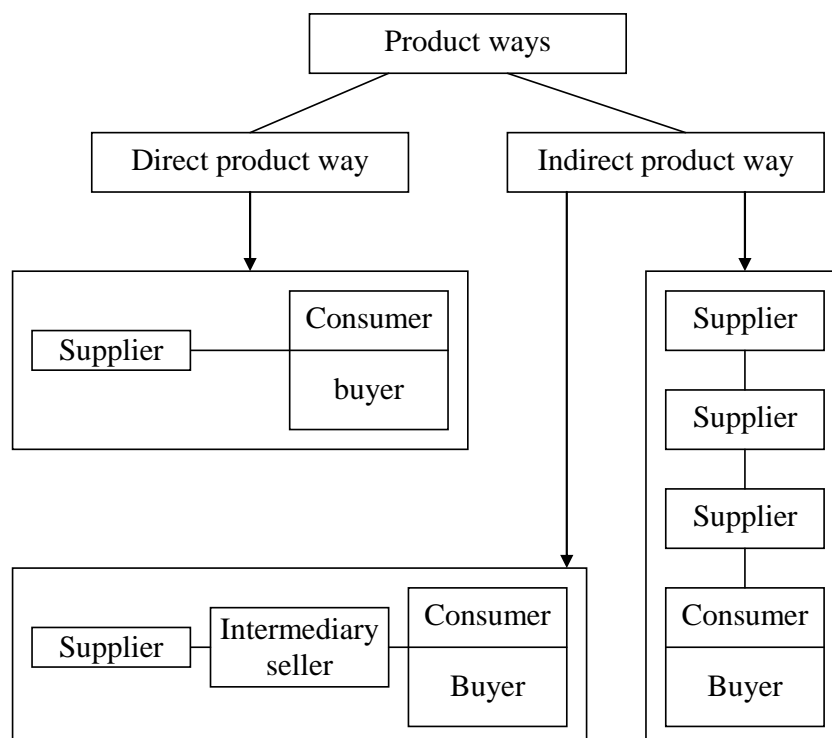 Product ways
Direct product way
Indirect product way
Supplier
Consumer
buyer
Supplier
Intermediary
seller
Consumer
Buyer
Supplier
Supplier
Supplier
Consumer
Buyer